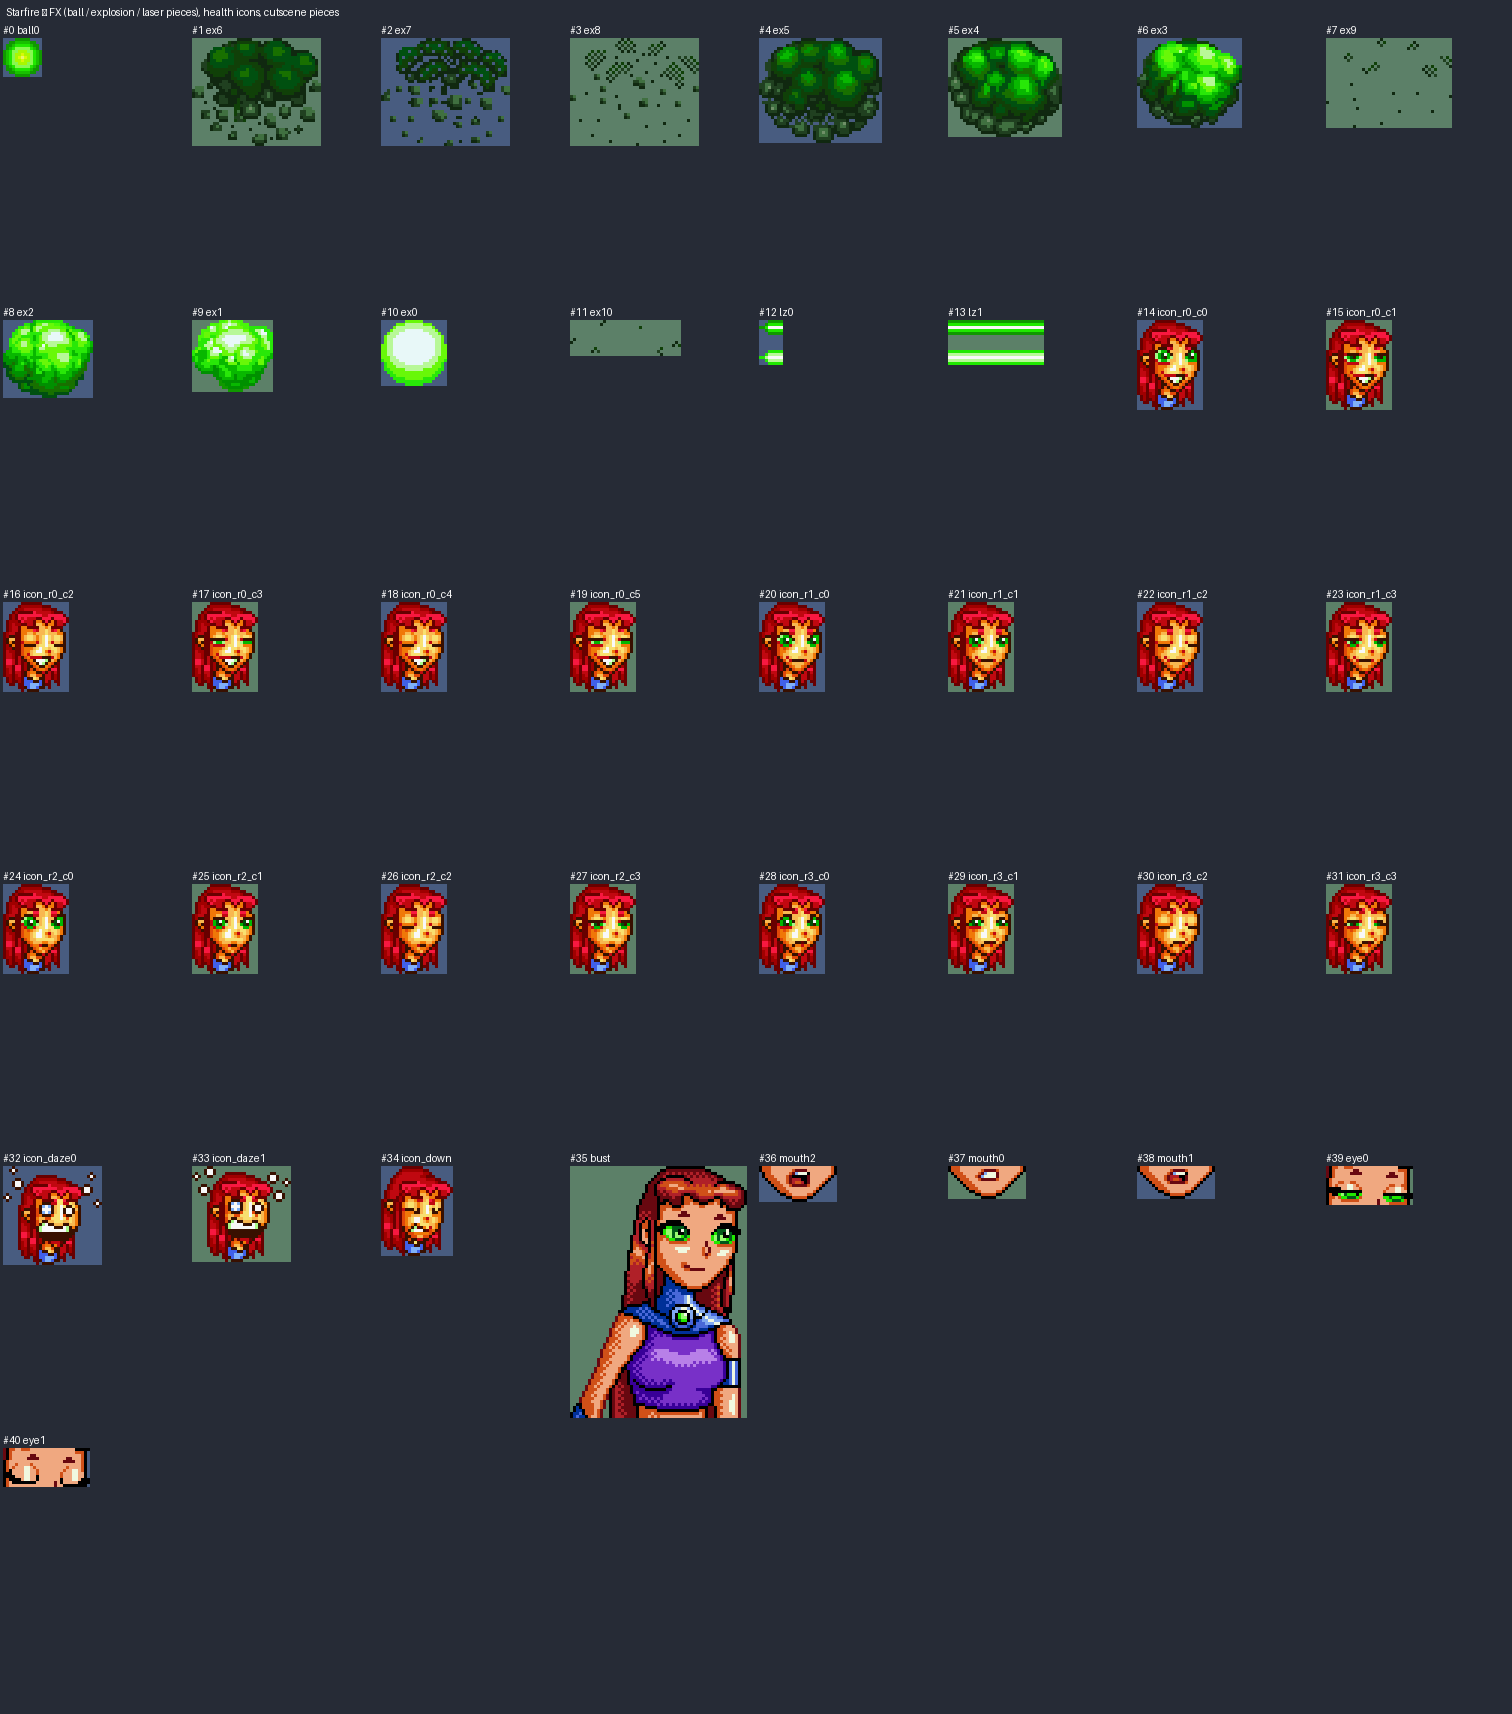 Starfire ▯ FX (ball / explosion / laser pieces), health icons, cutscene pieces
#0 ball0
#1 ex6
#2 ex7
#3 ex8
#4 ex5
#5 ex4
#6 ex3
#7 ex9
#8 ex2
#9 ex1
#10 ex0
#11 ex10
#12 lz0
#13 lz1
#14 icon_r0_c0
#15 icon_r0_c1
#16 icon_r0_c2
#17 icon_r0_c3
#18 icon_r0_c4
#19 icon_r0_c5
#20 icon_r1_c0
#21 icon_r1_c1
#22 icon_r1_c2
#23 icon_r1_c3
#24 icon_r2_c0
#25 icon_r2_c1
#26 icon_r2_c2
#27 icon_r2_c3
#28 icon_r3_c0
#29 icon_r3_c1
#30 icon_r3_c2
#31 icon_r3_c3
#32 icon_daze0
#33 icon_daze1
#34 icon_down
#35 bust
#36 mouth2
#37 mouth0
#38 mouth1
#39 eye0
#40 eye1